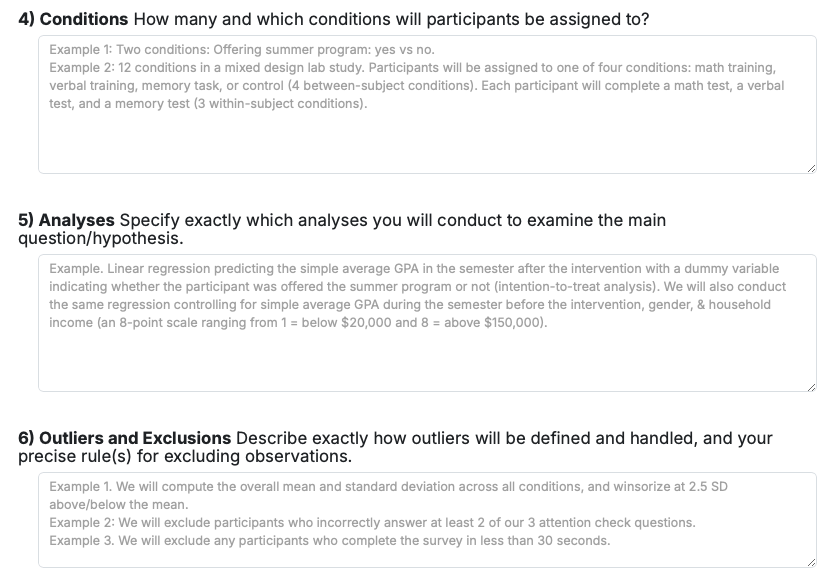 4) Conditions How many and which conditions will participants be assigned to?
Example 1: Two conditions: Offering summer program: yes vs no.
Example 2: 12 conditions in a mixed design lab study. Participants will be assigned to one of four conditions: math training,
verbal training, memory task, or control (4 between-subject conditions). Each participant will complete a math test, a verbal
test, and a memory test (3 within-subject conditions).
5) Analyses Specify exactly which analyses you will conduct to examine the main
question/hypothesis.
Example. Linear regression predicting the simple average GPA in the semester after the intervention with a dummy variable
indicating whether the participant was offered the summer program or not (intention-to-treat analysis). We will also conduct
the same regression controlling for simple average GPA during the semester before the intervention, gender, & household
income (an 8-point scale ranging from 1 = below $20,000 and 8 = above $150,000).
6) Outliers and Exclusions Describe exactly how outliers will be defined and handled, and your
precise rule(s) for excluding observations.
Example 1. We will compute the overall mean and standard deviation across all conditions, and winsorize at 2.5 SD
above/below the mean.
Example 2: We will exclude participants who incorrectly answer at least 2 of our 3 attention check questions.
Example 3. We will exclude any participants who complete the survey in less than 30 seconds.